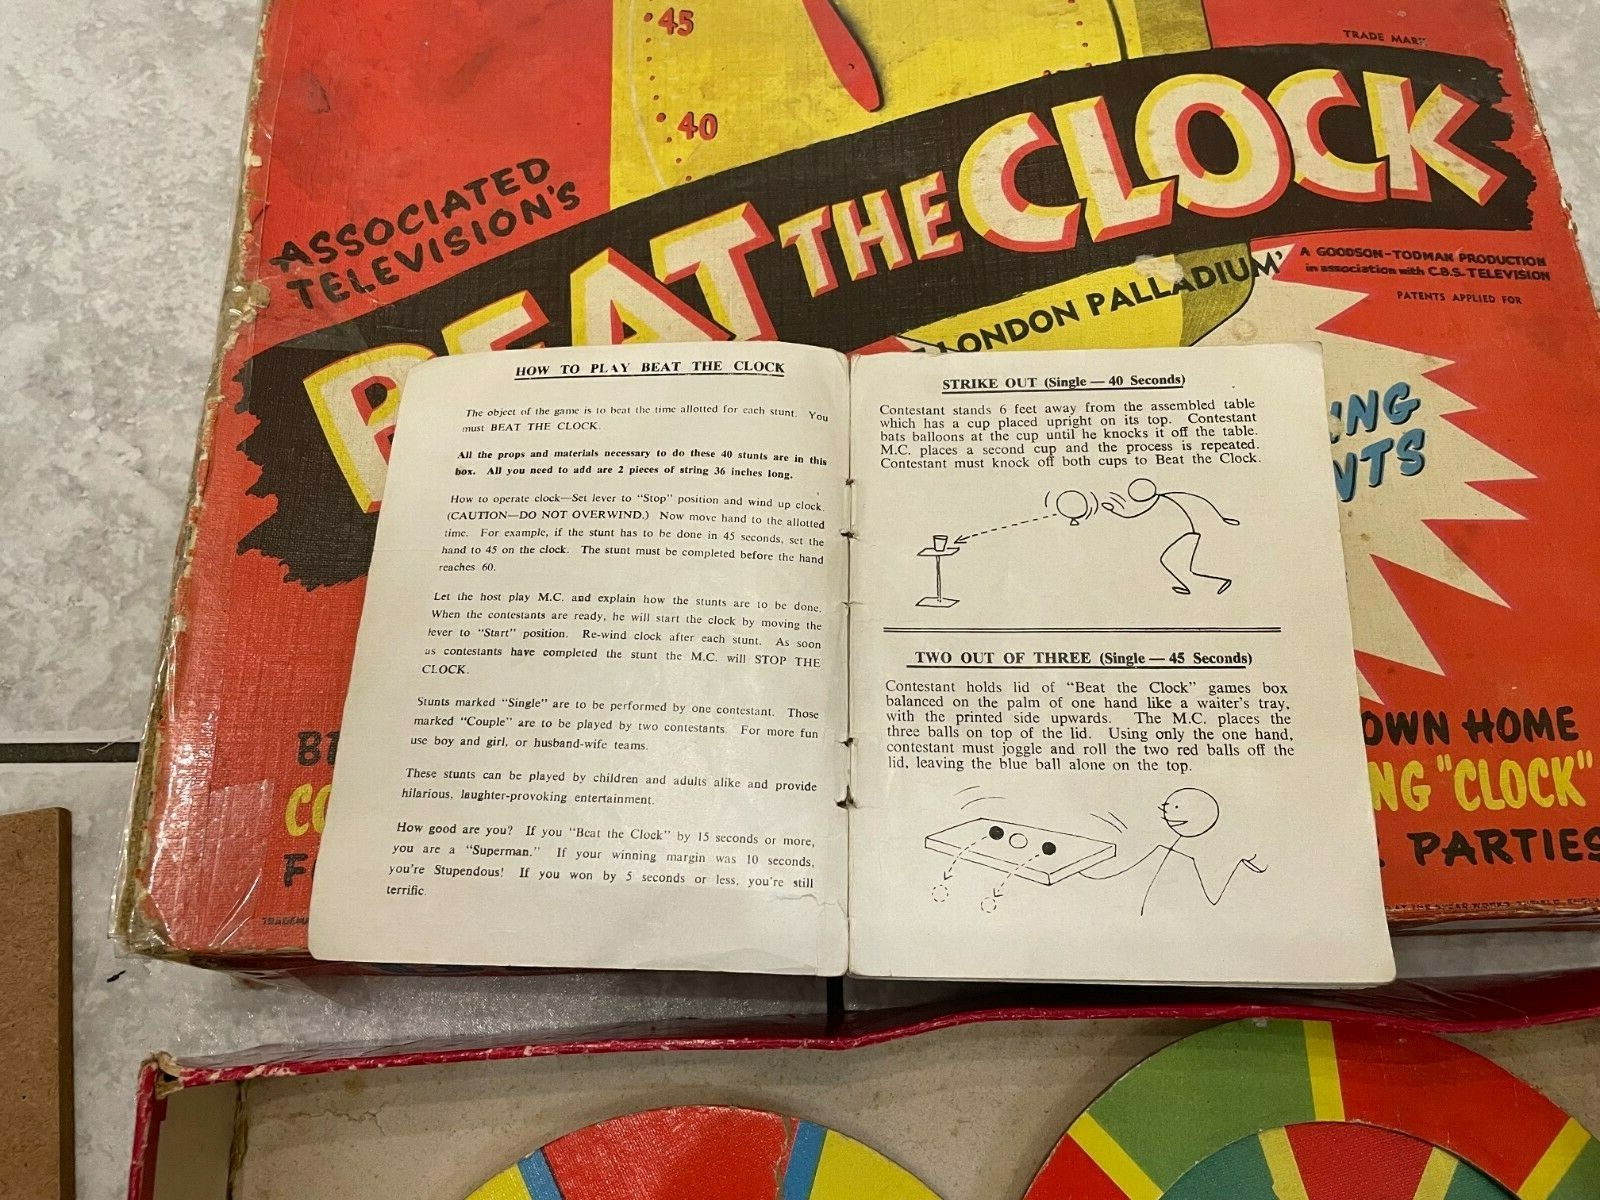 45
40
TRADE MARK
ASSOCIATED
TELEVISION'S
BEAT THE CLOCK
A GOODSON-TODMAN PRODUCTION
in association with C.B.S. TELEVISION
PATENTS APPLIED FOR
LONDON PALLADIUM'
OWN HOME
"CLOCK"
PARTIES
HOW TO PLAY BEAT THE CLOCK
The object of the game is to beat the time allotted for each stunt. You
must BEAT THE CLOCK.
All the props and materials necessary to do these 40 stunts are in this
box. All you need to add are 2 pieces of string 36 inches long.
How to operate clock—Set lever to "Stop" position and wind up clock.
(CAUTION—DO NOT OVERWIND.) Now move hand to the allotted
time. For example, if the stunt has to be done in 45 seconds, set the
hand to 45 on the clock. The stunt must be completed before the hand
reaches 60.
Let the host play M.C. and explain how the stunts are to be done.
When the contestants are ready, he will start the clock by moving the
lever to "Start" position. Re-wind clock after each stunt. As soon
as contestants have completed the stunt the M.C. will STOP THE
CLOCK.
Stunts marked "Single" are to be performed by one contestant. Those
marked "Couple" are to be played by two contestants. For more fun
use boy and girl, or husband-wife teams.
These stunts can be played by children and adults alike and provide
hilarious, laughter-provoking entertainment.
How good are you? If you "Beat the Clock" by 15 seconds or more,
you are a "Superman." If your winning margin was 10 seconds,
you're Stupendous! If you won by 5 seconds or less, you're still
terrific.
STRIKE OUT (Single — 40 Seconds)
Contestant stands 6 feet away from the assembled table
which has a cup placed upright on its top. Contestant
bats balloons at the cup until he knocks it off the table.
M.C. places a second cup and the process is repeated.
Contestant must knock off both cups to Beat the Clock.
TWO OUT OF THREE (Single — 45 Seconds)
Contestant holds lid of "Beat the Clock" games box
balanced on the palm of one hand like a waiter's tray,
with the printed side upwards. The M.C. places the
three balls on top of the lid. Using only the one hand,
contestant must joggle and roll the two red balls off the
lid, leaving the blue ball alone on the top.